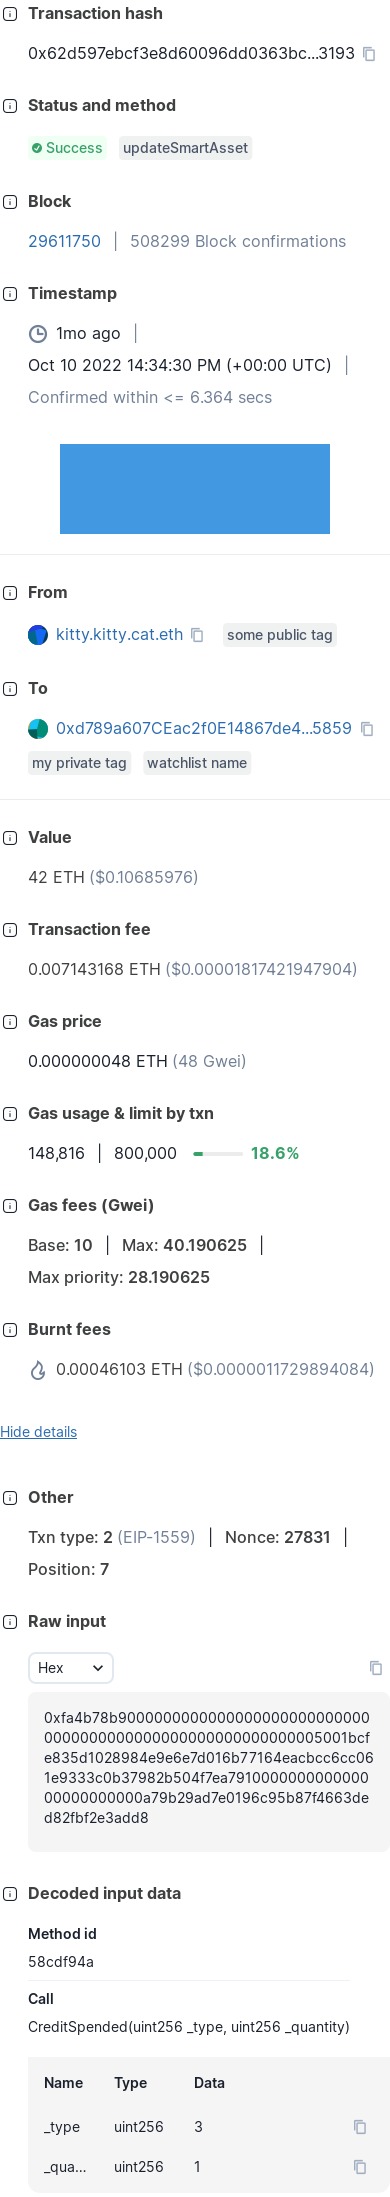 Transaction hash
0x62d597ebcf3e8d60096dd0363bc...3193
Status and method
Success updateSmartAsset
Block
29611750 | 508299 Block confirmations
Timestamp
1mo ago |
Oct 10 2022 14:34:30 PM (+00:00 UTC) |
Confirmed within <= 6.364 secs
From
kitty.kitty.cat.eth some public tag
To
0xd789a607CEac2f0E14867de4...5859
my private tag watchlist name
Value
42 ETH ($0.10685976)
Transaction fee
0.007143168 ETH ($0.00001817421947904)
Gas price
0.000000048 ETH (48 Gwei)
Gas usage & limit by txn
148,816 | 800,000 18.6%
Gas fees (Gwei)
Base: 10 | Max: 40.190625 |
Max priority: 28.190625
Burnt fees
0.00046103 ETH ($0.0000011729894084)
Hide details
Other
Txn type: 2 (EIP-1559) | Nonce: 27831 |
Position: 7
Raw input
Hex
0xfa4b78b90000000000000000000000000
00000000000000000000000000005001bcf
e835d1028984e9e6e7d016b77164eacbcc6cc06
1e9333c0b37982b504f7ea7910000000000000
00000000000a79b29ad7e0196c95b87f4663de
d82fbf2e3add8
Decoded input data
Method id
58cdf94a
Call
CreditSpended(uint256 _type, uint256 _quantity)
Name Type Data
_type uint256 3
_qua... uint256 1